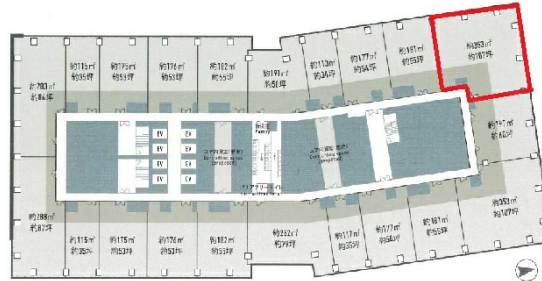 約115㎡
約35坪
約175㎡
約53坪
約176㎡
約53坪
約182㎡
約55坪
約191㎡
約58坪
約113㎡
約34坪
約177㎡
約54坪
約181㎡
約55坪
約353㎡
約107坪
約283㎡
約86坪
EV
EV
EV
EV
EV
EV
EV
EV
Pantry
約197㎡
約60坪
約288㎡
約87坪
約115㎡
約35坪
約175㎡
約53坪
約176㎡
約53坪
約182㎡
約55坪
約262㎡
約79坪
約117㎡
約35坪
約177㎡
約54坪
約181㎡
約55坪
約353㎡
約107坪